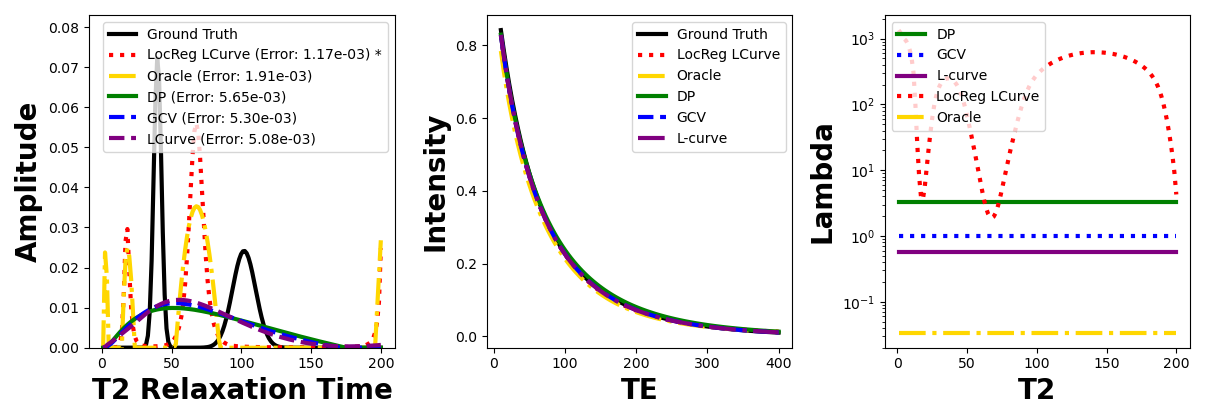 Amplitude
0.08
0.07
0.06
0.05
0.04
0.03
0.02
0.01
0.00
Ground Truth
LocReg LCurve (Error: 1.17e-03) *
Oracle (Error: 1.91e-03)
DP (Error: 5.65e-03)
GCV (Error: 5.30e-03)
LCurve (Error: 5.08e-03)
0 50 100 150 200
T2 Relaxation Time
Intensity
0.8
0.6
0.4
0.2
0.0
Ground Truth
LocReg LCurve
Oracle
DP
GCV
L-curve
0 100 200 300 400
TE
Lambda
10³
10²
10¹
10⁰
10⁻¹
DP
GCV
L-curve
LocReg LCurve
Oracle
0 50 100 150 200
T2